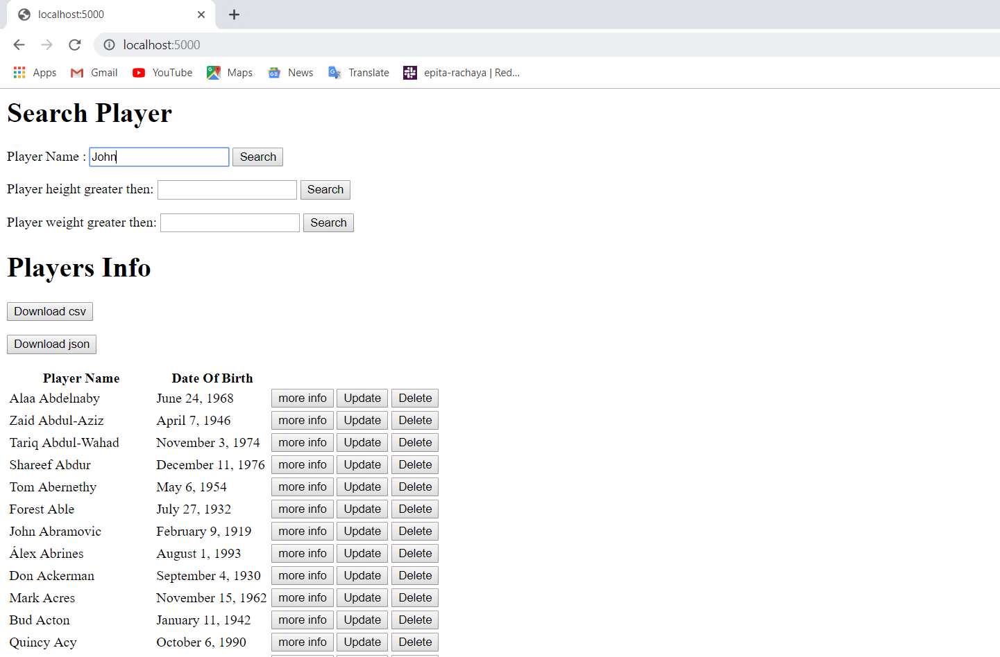 localhost:5000
localhost:5000
Apps Gmail YouTube Maps News Translate epita-rachaya | Red...
Search Player
Player Name : John Search
Player height greater then: Search
Player weight greater then: Search
Players Info
Download csv
Download json
Player Name Date Of Birth
Alaa Abdelnaby June 24, 1968 more info Update Delete
Zaid Abdul-Aziz April 7, 1946 more info Update Delete
Tariq Abdul-Wahad November 3, 1974 more info Update Delete
Shareef Abdur December 11, 1976 more info Update Delete
Tom Abernethy May 6, 1954 more info Update Delete
Forest Able July 27, 1932 more info Update Delete
John Abramovic February 9, 1919 more info Update Delete
Álex Abrines August 1, 1993 more info Update Delete
Don Ackerman September 4, 1930 more info Update Delete
Mark Acres November 15, 1962 more info Update Delete
Bud Acton January 11, 1942 more info Update Delete
Quincy Acy October 6, 1990 more info Update Delete